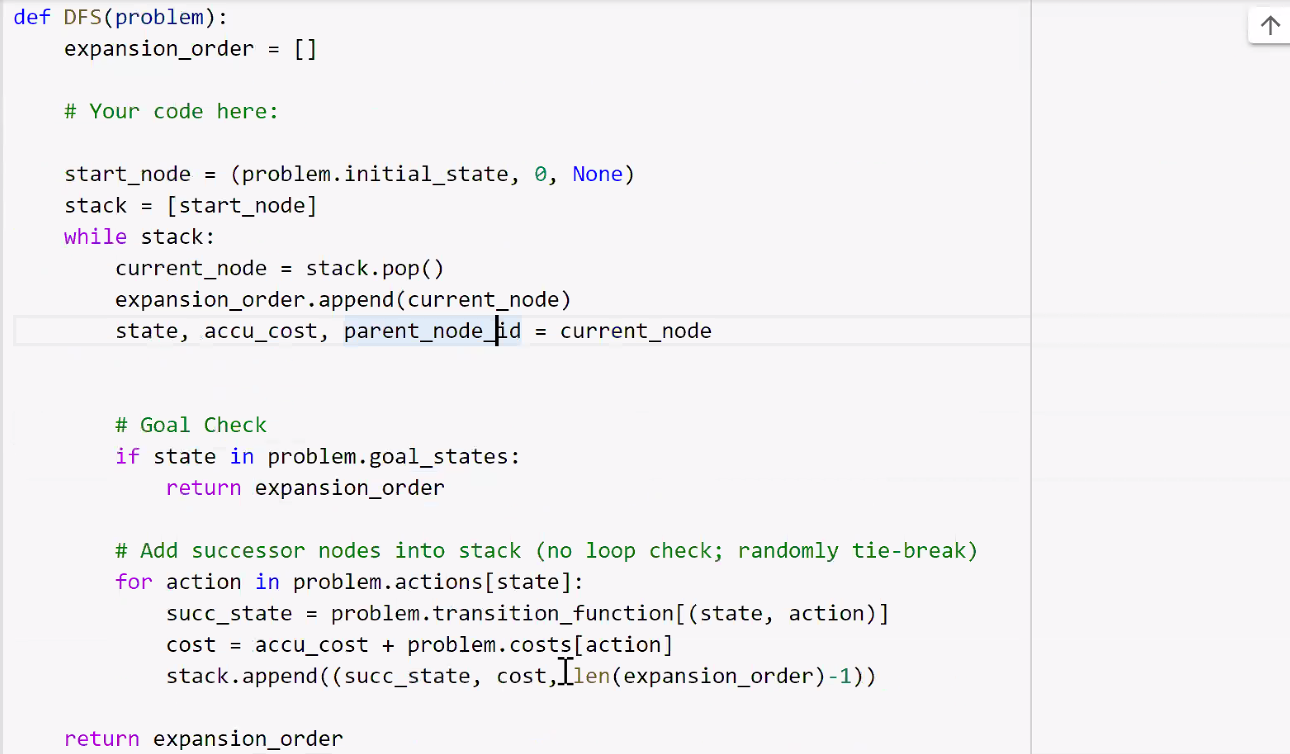 def DFS(problem):
    expansion_order = []
    # Your code here:
    start_node = (problem.initial_state, 0, None)
    stack = [start_node]
    while stack:
        current_node = stack.pop()
        expansion_order.append(current_node)
        state, accu_cost, parent_node_id = current_node
        # Goal Check
        if state in problem.goal_states:
            return expansion_order
        # Add successor nodes into stack (no loop check; randomly tie-break)
        for action in problem.actions[state]:
            succ_state = problem.transition_function[(state, action)]
            cost = accu_cost + problem.costs[action]
            stack.append((succ_state, cost, len(expansion_order)-1))
    return expansion_order